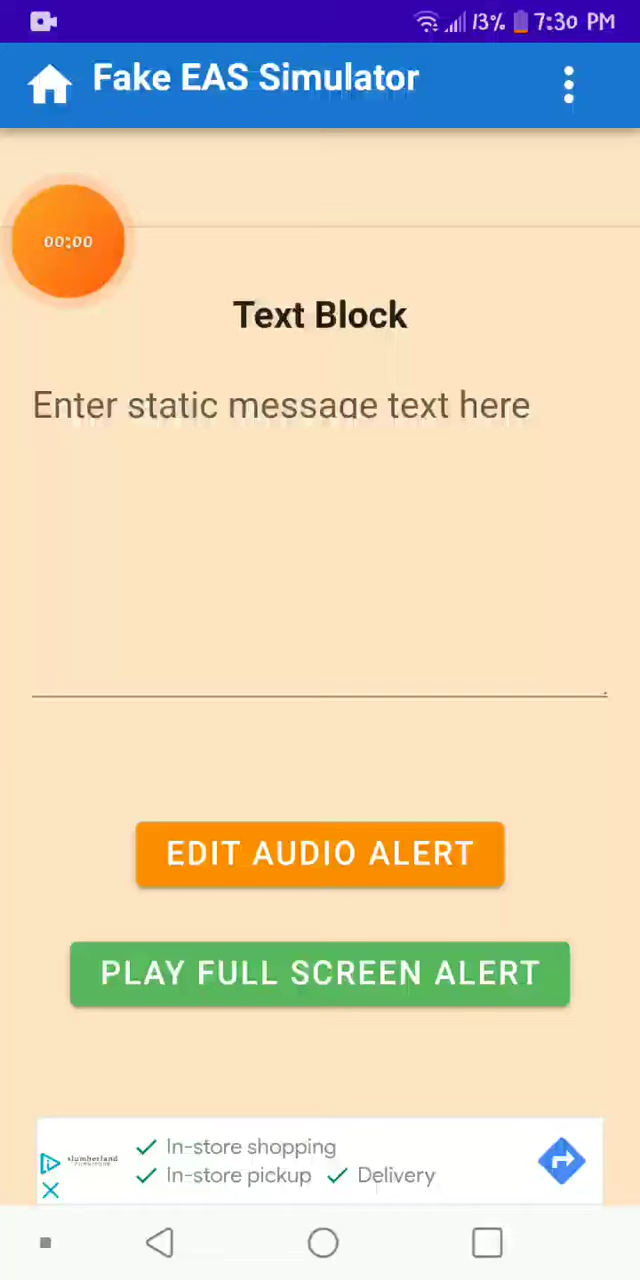 13% 7:30 PM
Fake EAS Simulator
00:00
Text Block
Enter static message text here
EDIT AUDIO ALERT
PLAY FULL SCREEN ALERT
In-store shopping
slumberland
In-store pickup Delivery